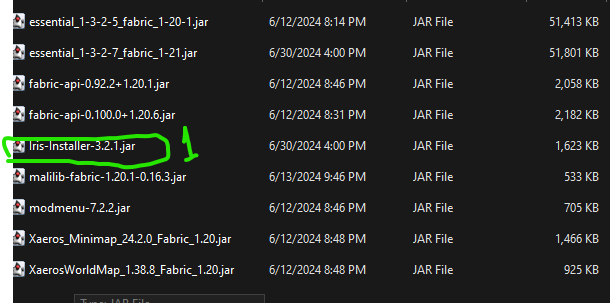 essential_1-3-2-5_fabric_1-20-1.jar 6/12/2024 8:14 PM JAR File 51,413 KB
essential_1-3-2-7_fabric_1-21.jar 6/30/2024 4:00 PM JAR File 51,801 KB
fabric-api-0.92.2+1.20.1.jar 6/12/2024 8:46 PM JAR File 2,058 KB
fabric-api-0.100.0+1.20.6.jar 6/12/2024 8:31 PM JAR File 2,182 KB
Iris-Installer-3.2.1.jar 1 6/30/2024 4:00 PM JAR File 1,623 KB
malilib-fabric-1.20.1-0.16.3.jar 6/13/2024 9:46 PM JAR File 533 KB
modmenu-7.2.2.jar 6/12/2024 8:46 PM JAR File 705 KB
Xaeros_Minimap_24.2.0_Fabric_1.20.jar 6/12/2024 8:48 PM JAR File 1,466 KB
XaerosWorldMap_1.38.8_Fabric_1.20.jar 6/12/2024 8:48 PM JAR File 925 KB
Type: JAR File